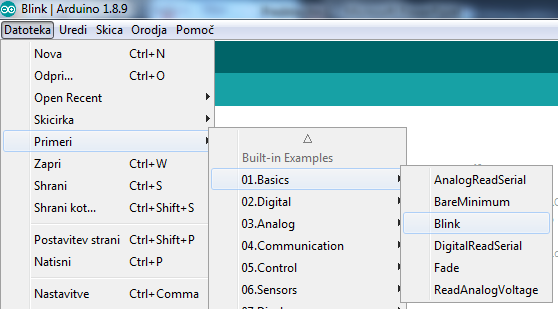 Blink | Arduino 1.8.9
Datoteka Uredi Skica Orodja Pomoč
Nova Ctrl+N
Odpri... Ctrl+O
Open Recent
Skicirka
Primeri
Zapri Ctrl+W
Shrani Ctrl+S
Shrani kot... Ctrl+Shift+S
Postavitev strani Ctrl+Shift+P
Natisni Ctrl+P
Nastavitve Ctrl+Comma
Built-in Examples
01.Basics
02.Digital
03.Analog
04.Communication
05.Control
06.Sensors
AnalogReadSerial
BareMinimum
Blink
DigitalReadSerial
Fade
ReadAnalogVoltage